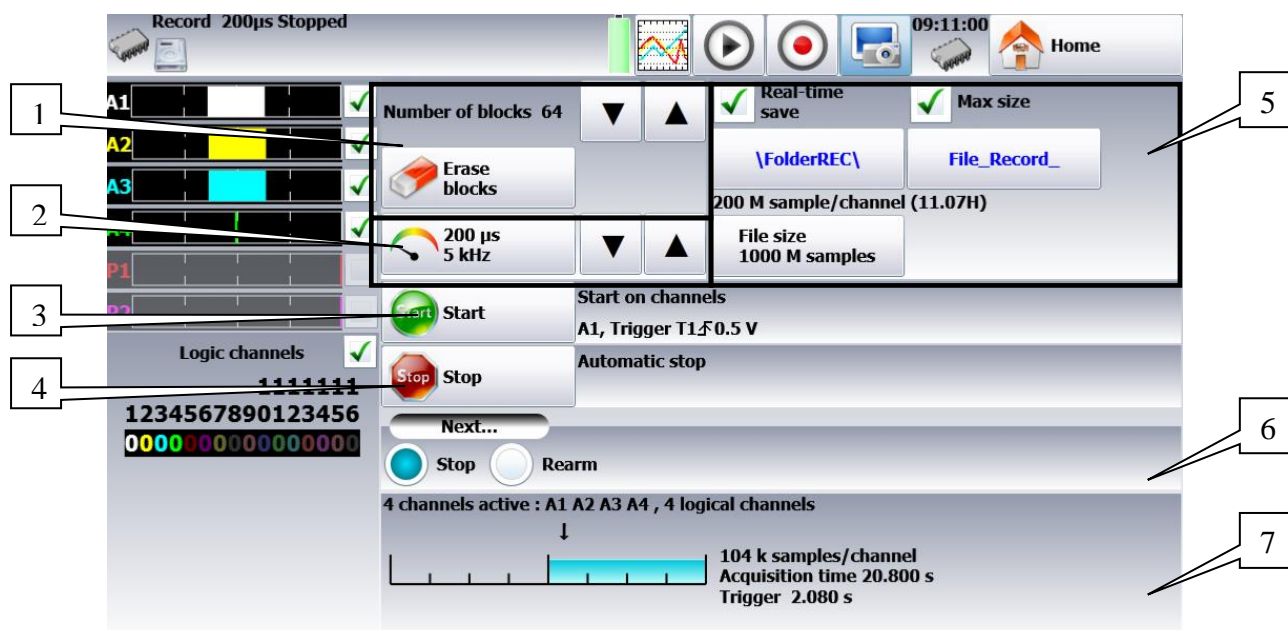 Record 200µs Stopped
09:11:00
Home
A1
A2
A3
A4
P1
P2
Number of blocks 64
▼ ▲
Erase
blocks
200 µs
5 kHz
▼ ▲
Real-time
save
Max size
\FolderREC\
File_Record_
200 M sample/channel (11.07H)
File size
1000 M samples
Start
Start
Start on channels
A1, Trigger T1 0.5 V
Stop
Stop
Automatic stop
Logic channels
1111111
1234567890123456
0000000000000000
Next...
Stop
Rearm
4 channels active : A1 A2 A3 A4 , 4 logical channels
↓
104 k samples/channel
Acquisition time 20.800 s
Trigger 2.080 s
1
2
3
4
5
6
7